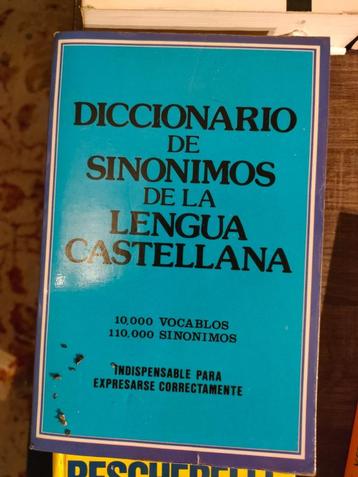 DICCIONARIO
DE
SINONIMOS
DE LA
LENGUA
CASTELLANA
10,000 VOCABLOS
110,000 SINONIMOS
INDISPENSABLE PARA
EXPRESARSE CORRECTAMENTE